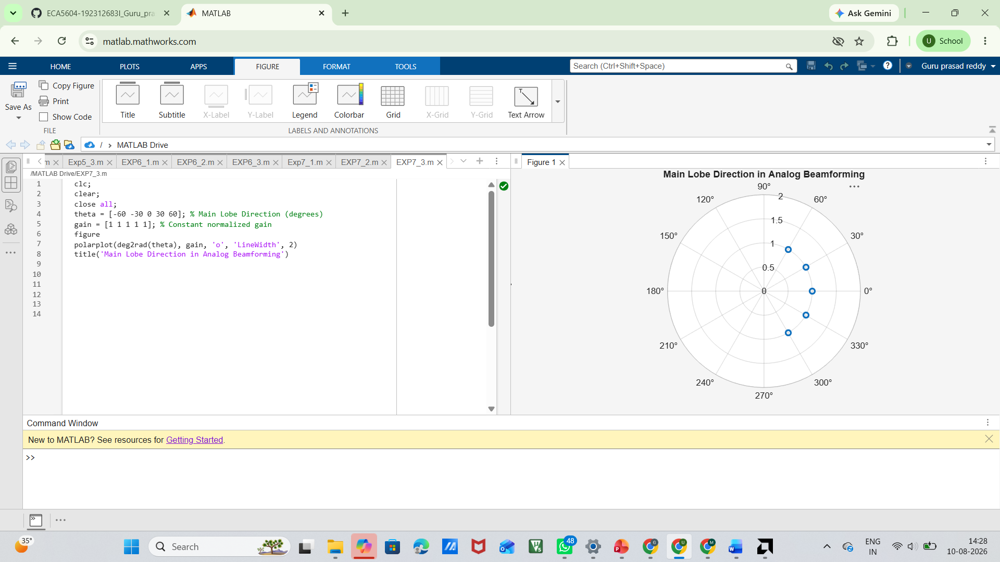 ECA5604-192312683I_Guru_pra
MATLAB
Ask Gemini
matlab.mathworks.com
U School
HOME PLOTS APPS FIGURE FORMAT TOOLS
Search (Ctrl+Shift+Space)
Guru prasad reddy
Save As
Copy Figure
Print
Show Code
FILE
Title Subtitle X-Label Y-Label Legend Colorbar Grid X-Grid Y-Grid Text Arrow
LABELS AND ANNOTATIONS
/ › MATLAB Drive
m Exp5_3.m EXP6_1.m EXP6_2.m EXP6_3.m Exp7_1.m EXP7_2.m EXP7_3.m
/MATLAB Drive/EXP7_3.m
1 clc;
2 clear;
3 close all;
4 theta = [-60 -30 0 30 60]; % Main Lobe Direction (degrees)
5 gain = [1 1 1 1 1]; % Constant normalized gain
6 figure
7 polarplot(deg2rad(theta), gain, 'o', 'LineWidth', 2)
8 title('Main Lobe Direction in Analog Beamforming')
9
10
11
12
13
14
Figure 1
Main Lobe Direction in Analog Beamforming
90°
120° 2 60°
1.5
150° 30°
1
0.5
180° 0 0°
210° 330°
240° 300°
270°
Command Window
New to MATLAB? See resources for Getting Started.
>>
35°
Search
48
ENG
IN
14:28
10-08-2026